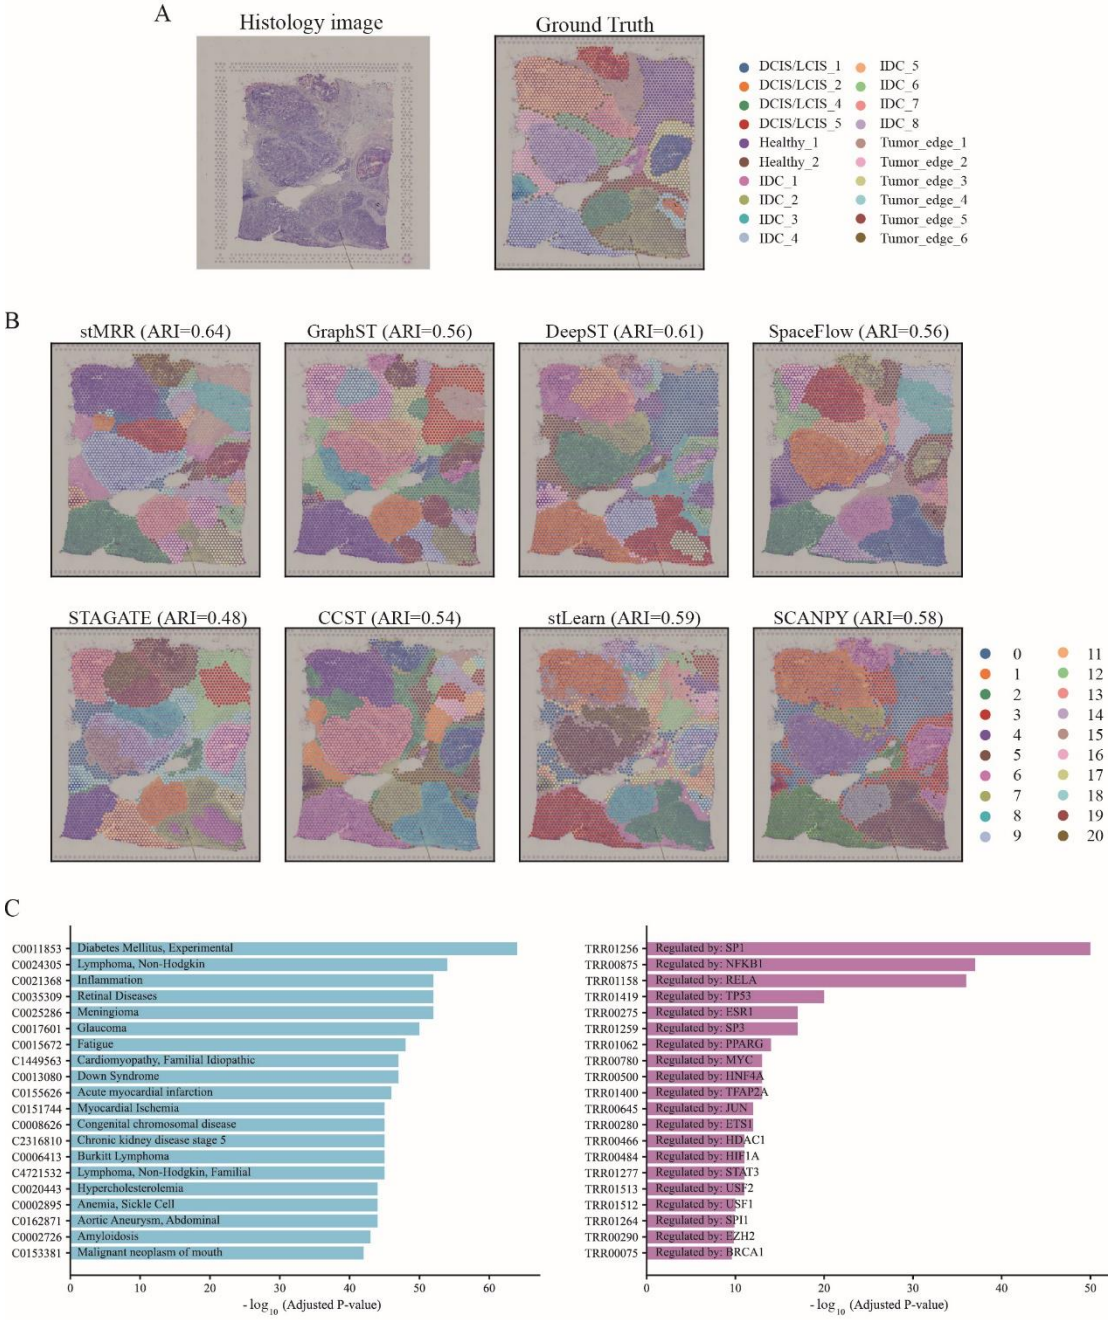 A
Histology image
Ground Truth
DCIS/LCIS_1
DCIS/LCIS_2
DCIS/LCIS_4
DCIS/LCIS_5
Healthy_1
Healthy_2
IDC_1
IDC_2
IDC_3
IDC_4
IDC_5
IDC_6
IDC_7
IDC_8
Tumor_edge_1
Tumor_edge_2
Tumor_edge_3
Tumor_edge_4
Tumor_edge_5
Tumor_edge_6
B
stMRR (ARI=0.64)
GraphST (ARI=0.56)
DeepST (ARI=0.61)
SpaceFlow (ARI=0.56)
STAGATE (ARI=0.48)
CCST (ARI=0.54)
stLearn (ARI=0.59)
SCANPY (ARI=0.58)
0
1
2
3
4
5
6
7
8
9
11
12
13
14
15
16
17
18
19
20
C
C0011853 Diabetes Mellitus, Experimental
C0024305 Lymphoma, Non-Hodgkin
C0021368 Inflammation
C0035309 Retinal Diseases
C0025286 Meningioma
C0017601 Glaucoma
C0015672 Fatigue
C1449563 Cardiomyopathy, Familial Idiopathic
C0013080 Down Syndrome
C0155626 Acute myocardial infarction
C0151744 Myocardial Ischemia
C0008626 Congenital chromosomal disease
C2316810 Chronic kidney disease stage 5
C0006413 Burkitt Lymphoma
C4721532 Lymphoma, Non-Hodgkin, Familial
C0020443 Hypercholesterolemia
C0002895 Anemia, Sickle Cell
C0162871 Aortic Aneurysm, Abdominal
C0002726 Amyloidosis
C0153381 Malignant neoplasm of mouth
0 10 20 30 40 50 60
- log10 (Adjusted P-value)
TRR01256 Regulated by: SP1
TRR00875 Regulated by: NFKB1
TRR01158 Regulated by: RELA
TRR01419 Regulated by: TP53
TRR00275 Regulated by: ESR1
TRR01259 Regulated by: SP3
TRR01062 Regulated by: PPARG
TRR00780 Regulated by: MYC
TRR00500 Regulated by: HNF4A
TRR01400 Regulated by: TFAP2A
TRR00645 Regulated by: JUN
TRR00280 Regulated by: ETS1
TRR00466 Regulated by: HDAC1
TRR00484 Regulated by: HIF1A
TRR01277 Regulated by: STAT3
TRR01513 Regulated by: USF2
TRR01512 Regulated by: USF1
TRR01264 Regulated by: SPI1
TRR00290 Regulated by: EZH2
TRR00075 Regulated by: BRCA1
0 10 20 30 40 50
- log10 (Adjusted P-value)